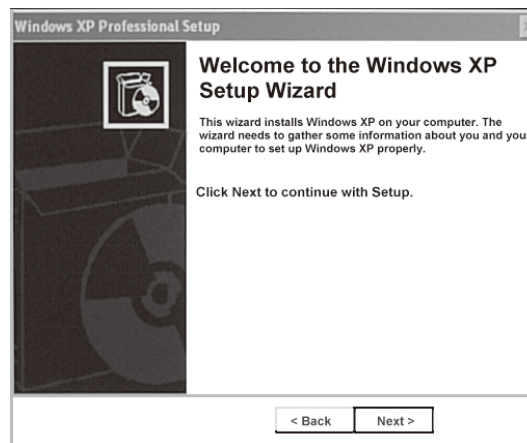 Windows XP Professional Setup
Welcome to the Windows XP
Setup Wizard
This wizard installs Windows XP on your computer. The
wizard needs to gather some information about you and your
computer to set up Windows XP properly.
Click Next to continue with Setup.
< Back
Next >